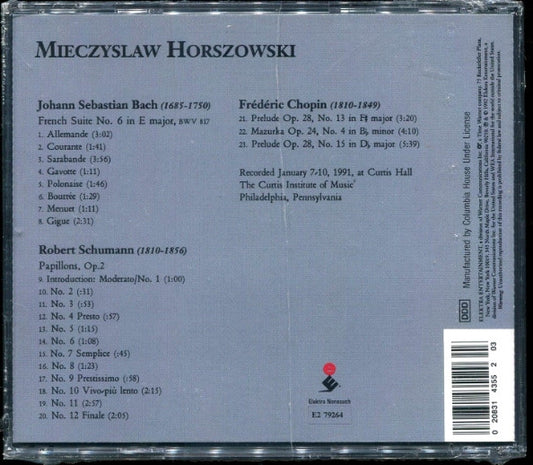 MIECZYSLAW HORSZOWSKI
Johann Sebastian Bach (1685-1750)
French Suite No. 6 in E major, BWV 817
1. Allemande (3:02)
2. Courante (1:41)
3. Sarabande (3:56)
4. Gavotte (1:11)
5. Polonaise (1:46)
6. Bourrée (1:29)
7. Menuet (1:11)
8. Gigue (2:31)
Robert Schumann (1810-1856)
Papillons, Op.2
9. Introduction: Moderato/No. 1 (1:00)
10. No. 2 (:31)
11. No. 3 (:53)
12. No. 4 Presto (:57)
13. No. 5 (1:15)
14. No. 6 (1:08)
15. No. 7 Semplice (:45)
16. No. 8 (1:23)
17. No. 9 Prestissimo (:58)
18. No. 10 Vivo-più lento (2:15)
19. No. 11 (2:57)
20. No. 12 Finale (2:05)
Frédéric Chopin (1810-1849)
21. Prelude Op. 28, No. 13 in F♯ major (3:20)
22. Mazurka Op. 24, No. 4 in B♭ minor (4:10)
23. Prelude Op. 28, No. 15 in D♭ major (5:39)
Recorded January 7-10, 1991, at Curtis Hall
The Curtis Institute of Music
Philadelphia, Pennsylvania
Elektra Nonesuch
E2 79264
DDD
Manufactured by Columbia House Under License
0 20831 4355 2 03